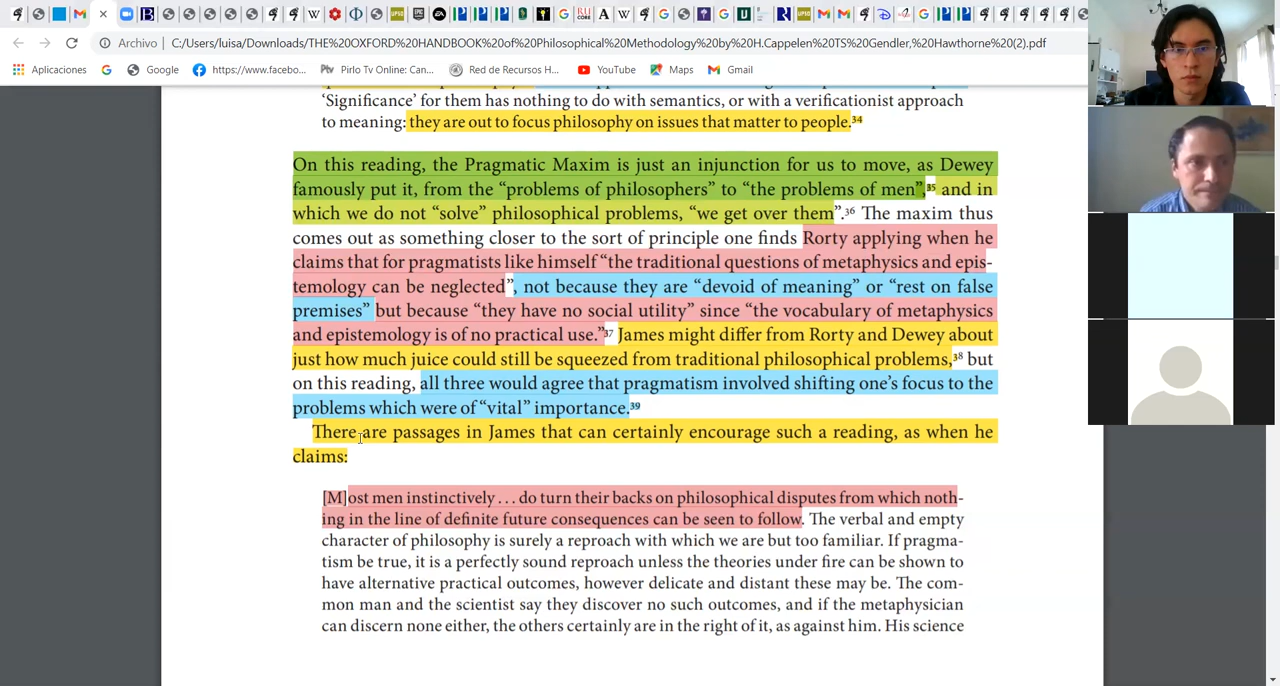 Archivo
C:/Users/luisa/Downloads/THE%20OXFORD%20HANDBOOK%20of%20Philosophical%20Methodology%20by%20H.Cappelen%20TS%20Gendler,%20Hawthorne%20(2).pdf
Aplicaciones
Google
https://www.facebo...
Pirlo Tv Online: Can...
Red de Recursos H...
YouTube
Maps
Gmail
‘Significance’ for them has nothing to do with semantics, or with a verificationist approach
to meaning: they are out to focus philosophy on issues that matter to people.34
On this reading, the Pragmatic Maxim is just an injunction for us to move, as Dewey
famously put it, from the “problems of philosophers” to “the problems of men”,35 and in
which we do not “solve” philosophical problems, “we get over them”.36 The maxim thus
comes out as something closer to the sort of principle one finds Rorty applying when he
claims that for pragmatists like himself “the traditional questions of metaphysics and epis-
temology can be neglected”, not because they are “devoid of meaning” or “rest on false
premises” but because “they have no social utility” since “the vocabulary of metaphysics
and epistemology is of no practical use.”37 James might differ from Rorty and Dewey about
just how much juice could still be squeezed from traditional philosophical problems,38 but
on this reading, all three would agree that pragmatism involved shifting one’s focus to the
problems which were of “vital” importance.39
There are passages in James that can certainly encourage such a reading, as when he
claims:
[M]ost men instinctively . . . do turn their backs on philosophical disputes from which noth-
ing in the line of definite future consequences can be seen to follow. The verbal and empty
character of philosophy is surely a reproach with which we are but too familiar. If pragma-
tism be true, it is a perfectly sound reproach unless the theories under fire can be shown to
have alternative practical outcomes, however delicate and distant these may be. The com-
mon man and the scientist say they discover no such outcomes, and if the metaphysician
can discern none either, the others certainly are in the right of it, as against him. His science